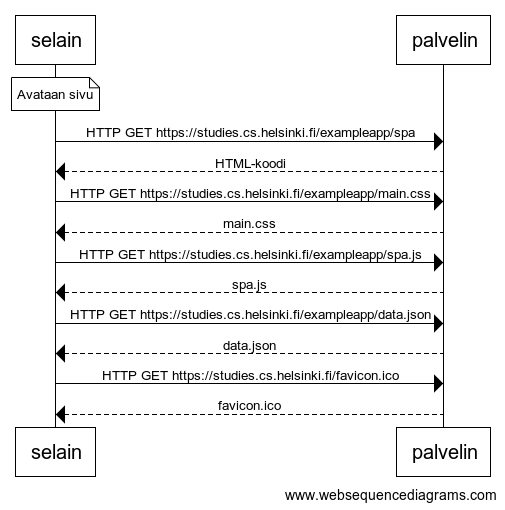 selain
palvelin
Avataan sivu
HTTP GET https://studies.cs.helsinki.fi/exampleapp/spa
HTML-koodi
HTTP GET https://studies.cs.helsinki.fi/exampleapp/main.css
main.css
HTTP GET https://studies.cs.helsinki.fi/exampleapp/spa.js
spa.js
HTTP GET https://studies.cs.helsinki.fi/exampleapp/data.json
data.json
HTTP GET https://studies.cs.helsinki.fi/favicon.ico
favicon.ico
selain
palvelin
www.websequencediagrams.com